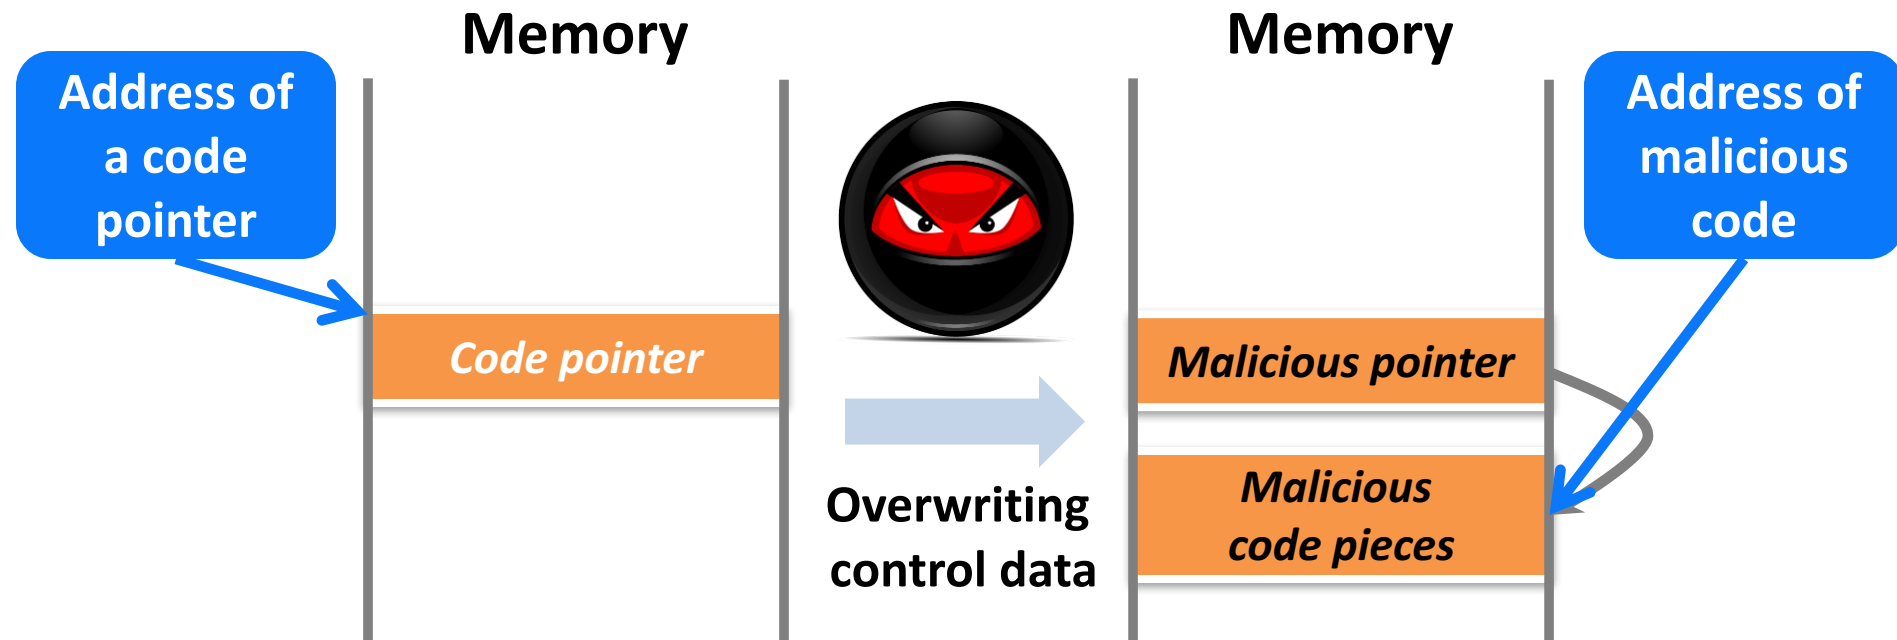 Memory
Address of
a code
pointer
Code pointer
Overwriting
control data
Memory
Address of
malicious
code
Malicious pointer
Malicious
code pieces